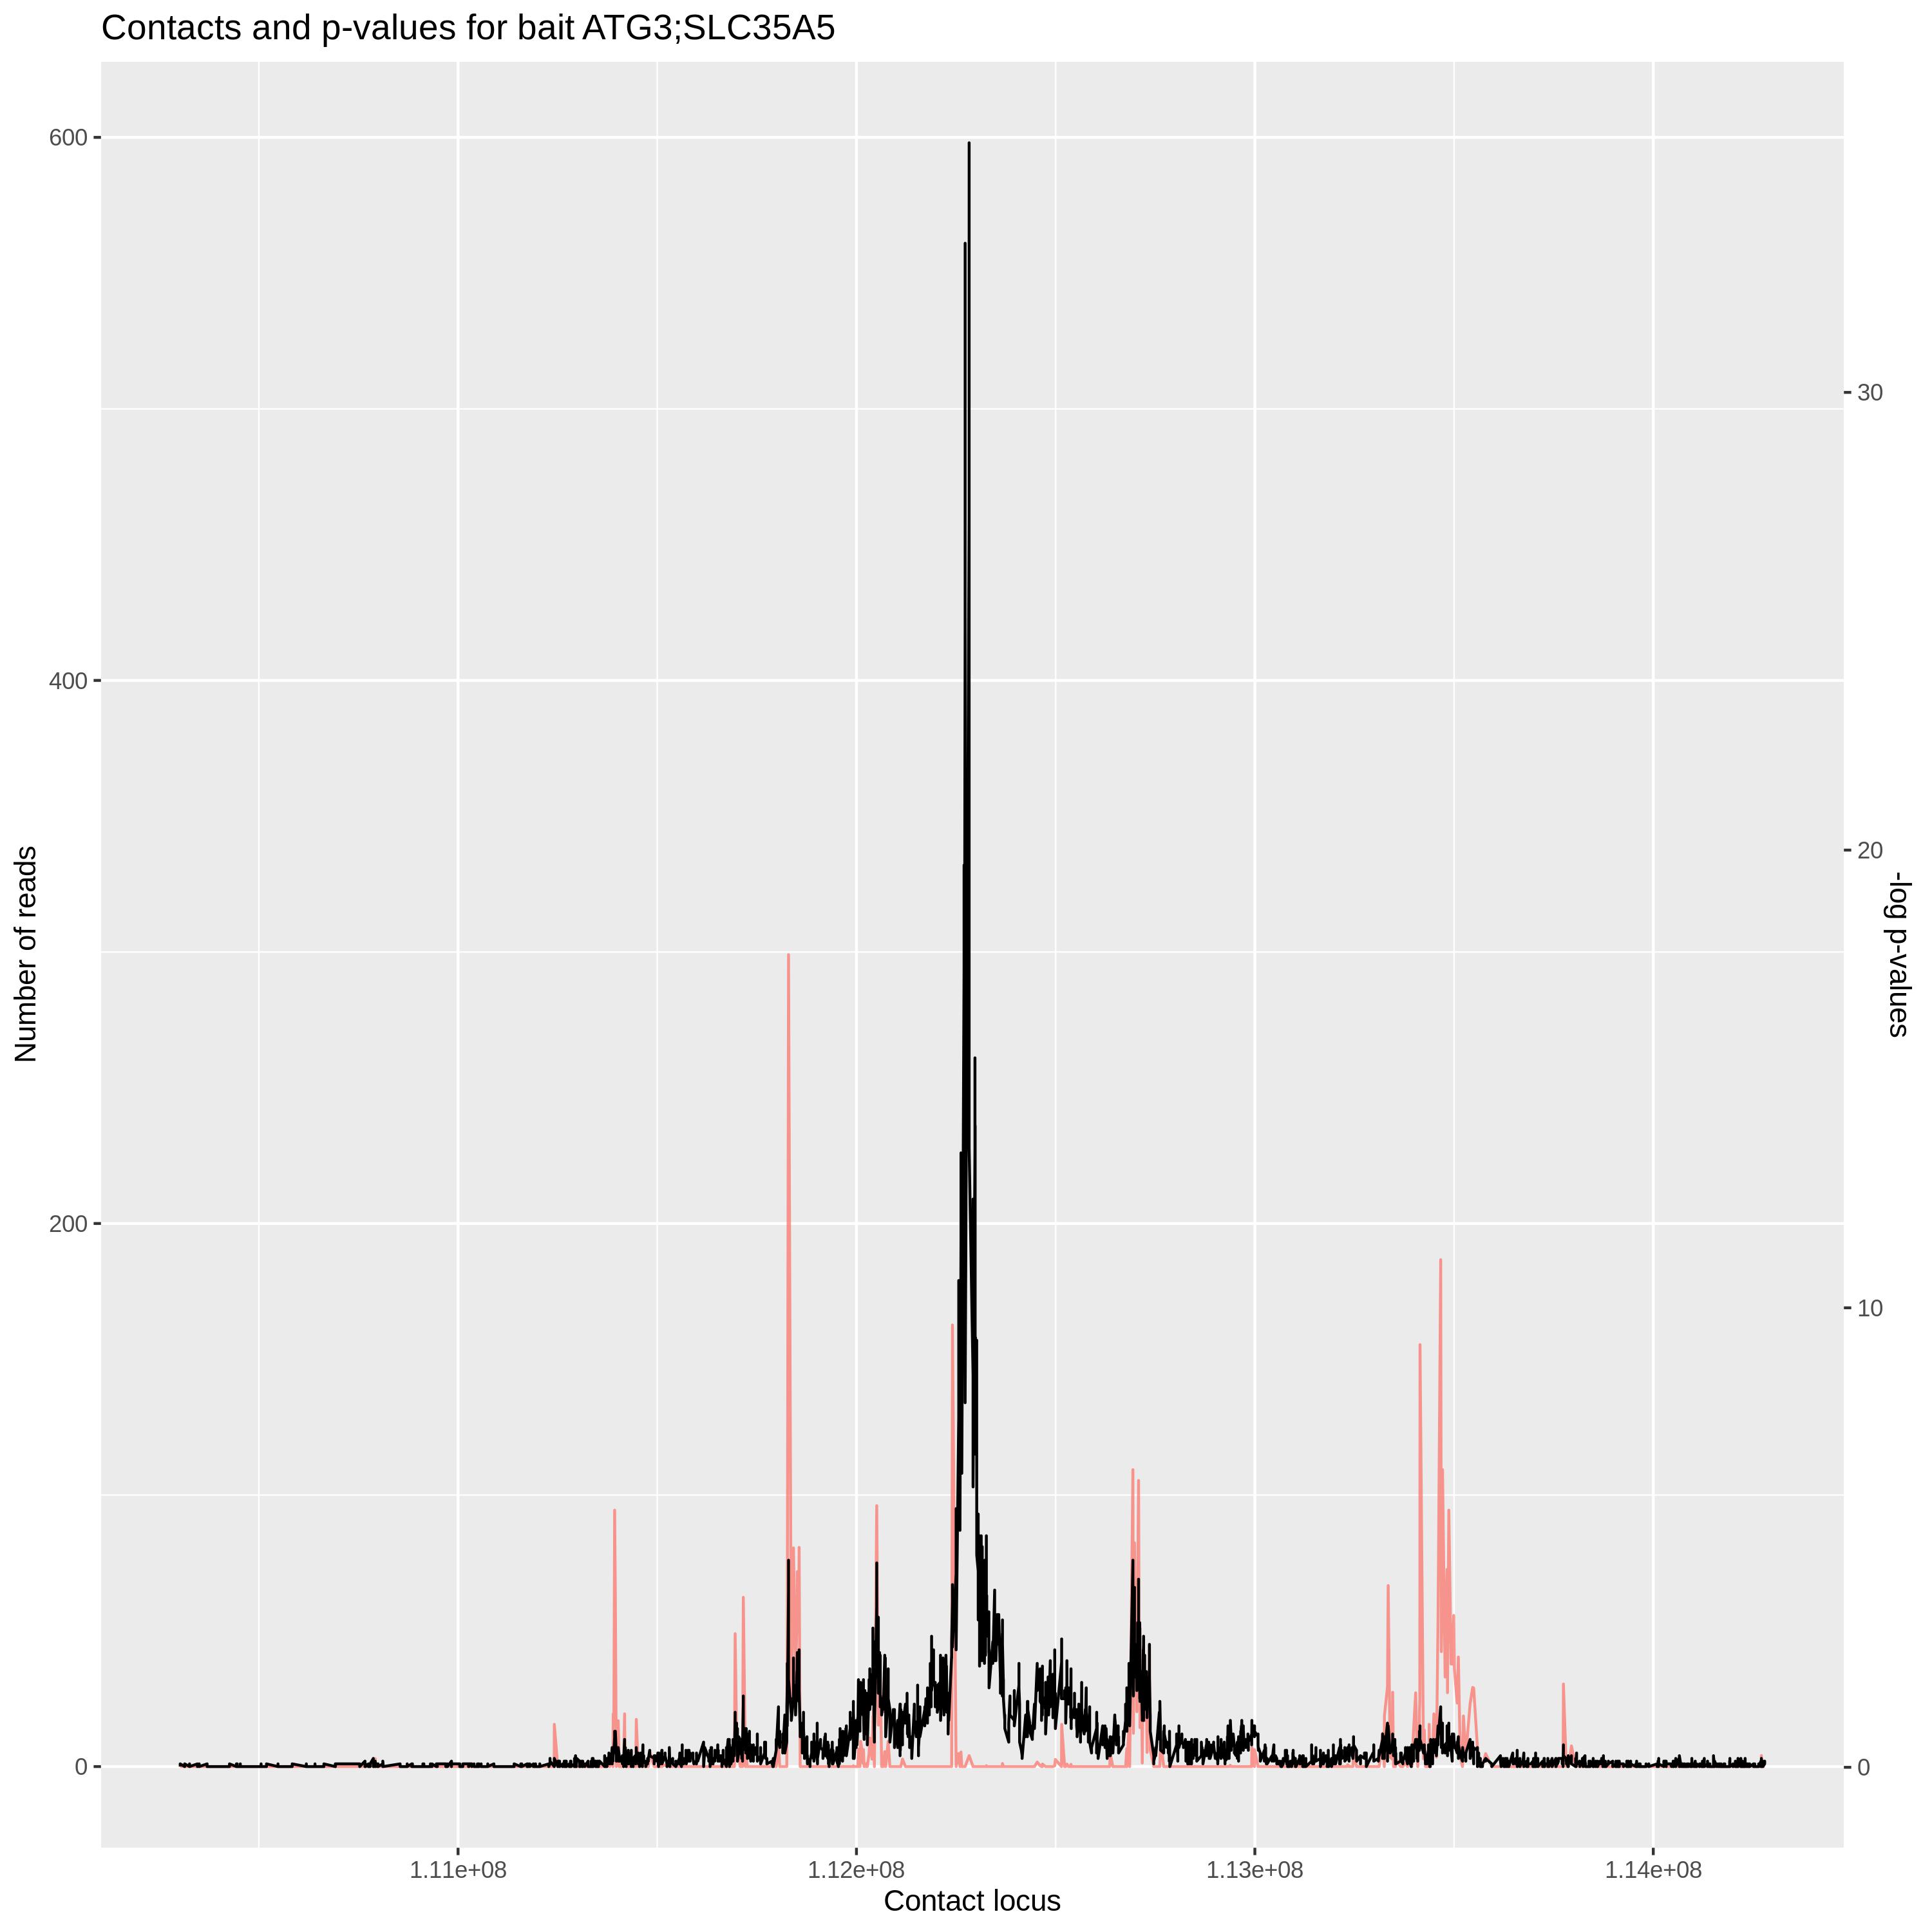 Contacts and p-values for bait ATG3;SLC35A5
600
400
200
0
Number of reads
30
20
10
0
-log p-values
1.11e+08
1.12e+08
1.13e+08
1.14e+08
Contact locus